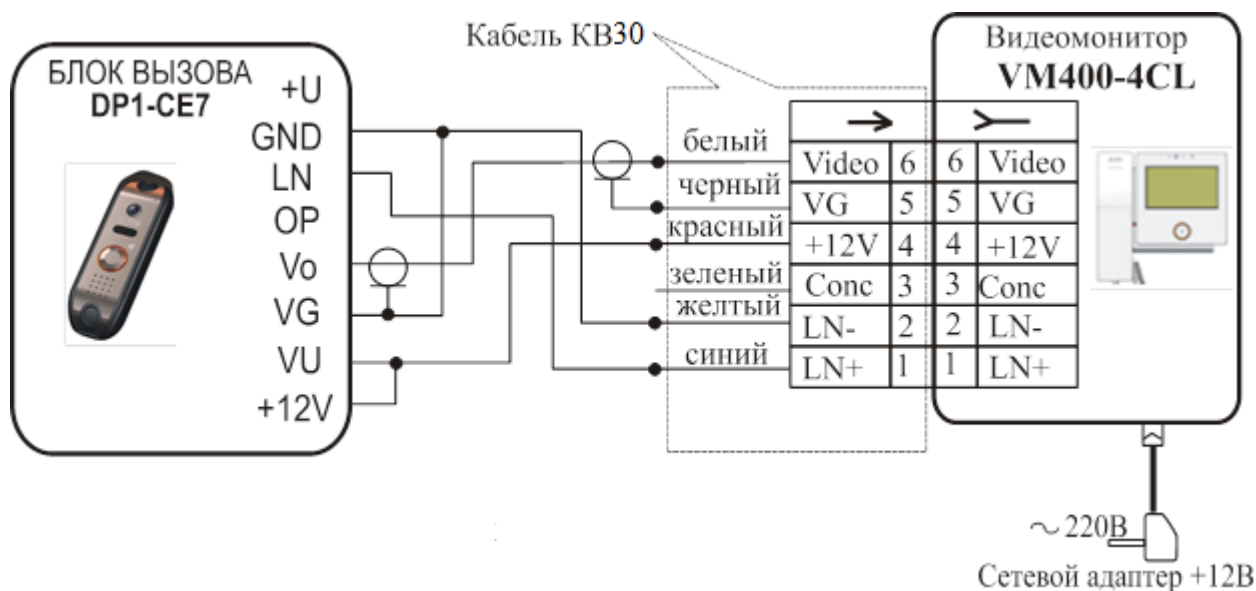 Кабель КВ30
БЛОК ВЫЗОВА
DP1-CE7
+U
GND
LN
OP
Vo
VG
VU
+12V
белый
черный
красный
зеленый
желтый
синий
Video 6 6 Video
VG 5 5 VG
+12V 4 4 +12V
Conc 3 3 Conc
LN- 2 2 LN-
LN+ 1 1 LN+
Видеомонитор
VM400-4CL
~ 220В
Сетевой адаптер +12В